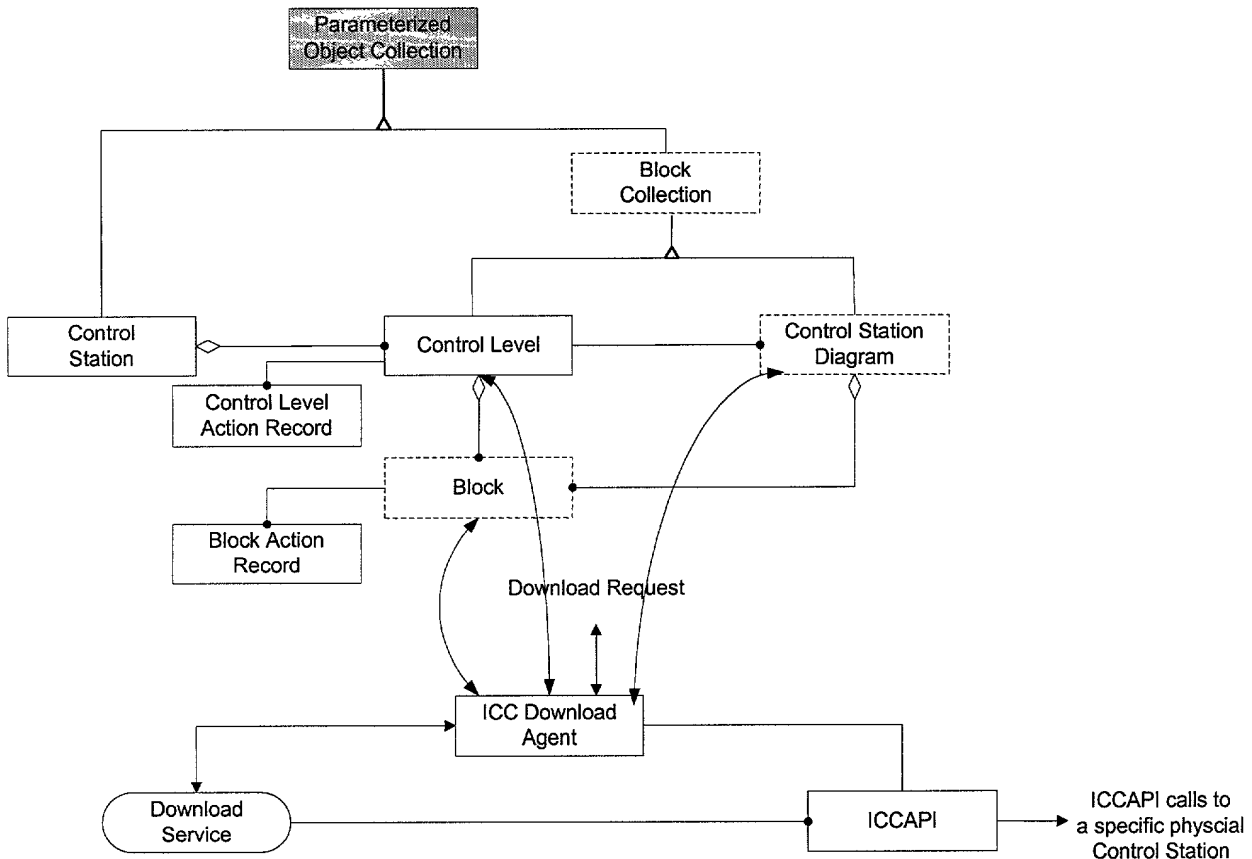 Parameterized
Object Collection
Block
Collection
Control
Station
Control Level
Control Station
Diagram
Control Level
Action Record
Block
Block Action
Record
Download Request
ICC Download
Agent
Download
Service
ICCAPI
ICCAPI calls to
a specific physcial
Control Station